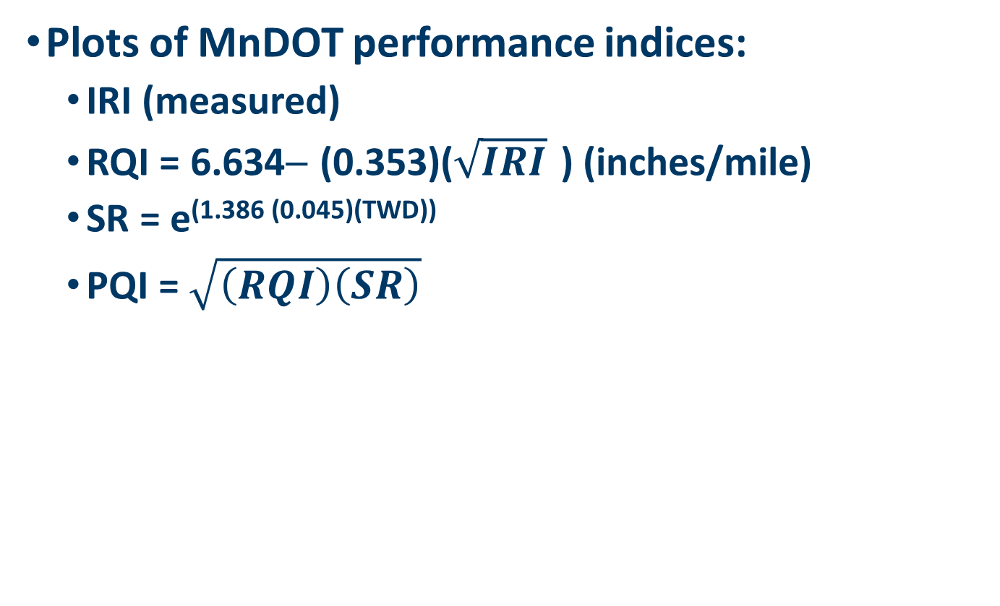 • Plots of MnDOT performance indices:
• IRI (measured)
• RQI = 6.634– (0.353)(√IRI ) (inches/mile)
• SR = e^(1.386 (0.045)(TWD))
• PQI = √(RQI)(SR)